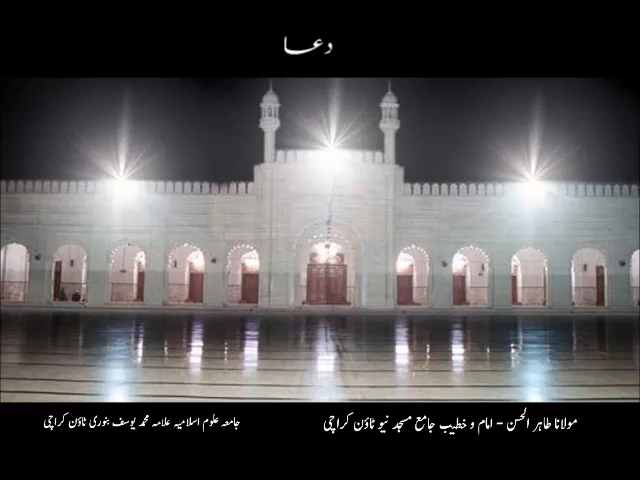 دعا
مولانا طاہر الحسن - امام و خطیب جامع مسجد نیو ٹاؤن کراچی
جامعہ علوم اسلامیہ علامہ محمد یوسف بنوری ٹاؤن کراچی